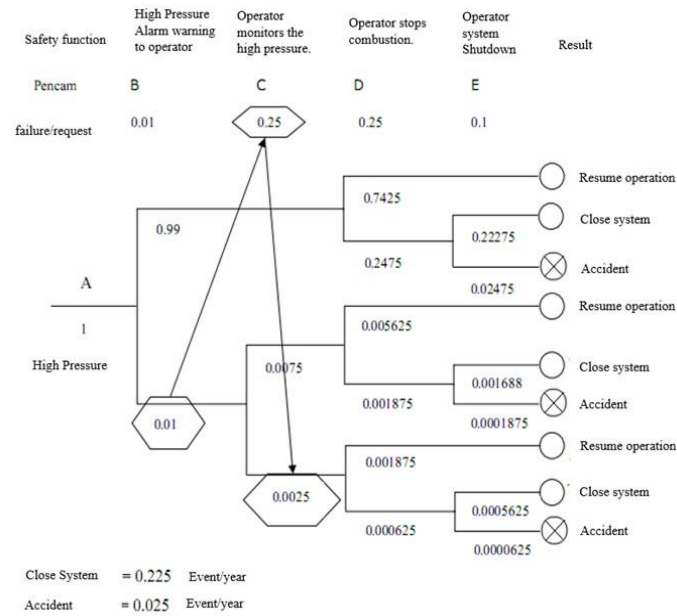 Safety function
High Pressure
Alarm warning
to operator
Operator
monitors the
high pressure.
Operator stops
combustion.
Operator
system
Shutdown
Result
Pencam
B
C
D
E
failure/request
0.01
0.25
0.25
0.1
Resume operation
0.7425
Close system
0.99
0.22275
0.2475
Accident
A
0.02475
Resume operation
1
0.005625
High Pressure
0.0075
Close system
0.001688
0.001875
Accident
0.01
0.0001875
Resume operation
0.001875
0.0025
Close system
0.0005625
0.000625
Accident
0.0000625
Close System = 0.225 Event/year
Accident = 0.025 Event/year